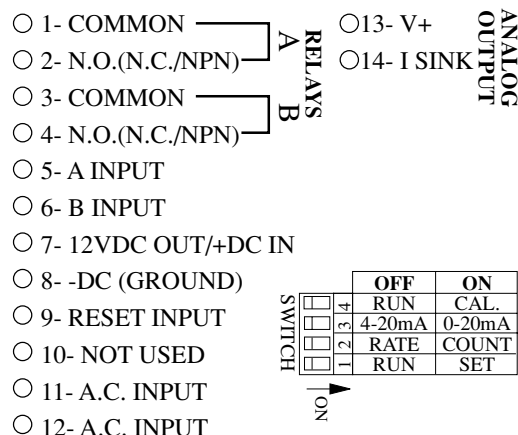 1- COMMON
2- N.O.(N.C./NPN)
3- COMMON
4- N.O.(N.C./NPN)
5- A INPUT
6- B INPUT
7- 12VDC OUT/+DC IN
8- -DC (GROUND)
9- RESET INPUT
10- NOT USED
11- A.C. INPUT
12- A.C. INPUT
A
B
RELAYS
13- V+
14- I SINK
ANALOG
OUTPUT
OFF ON
4 RUN CAL.
3 4-20mA 0-20mA
2 RATE COUNT
1 RUN SET
SWITCH
ON